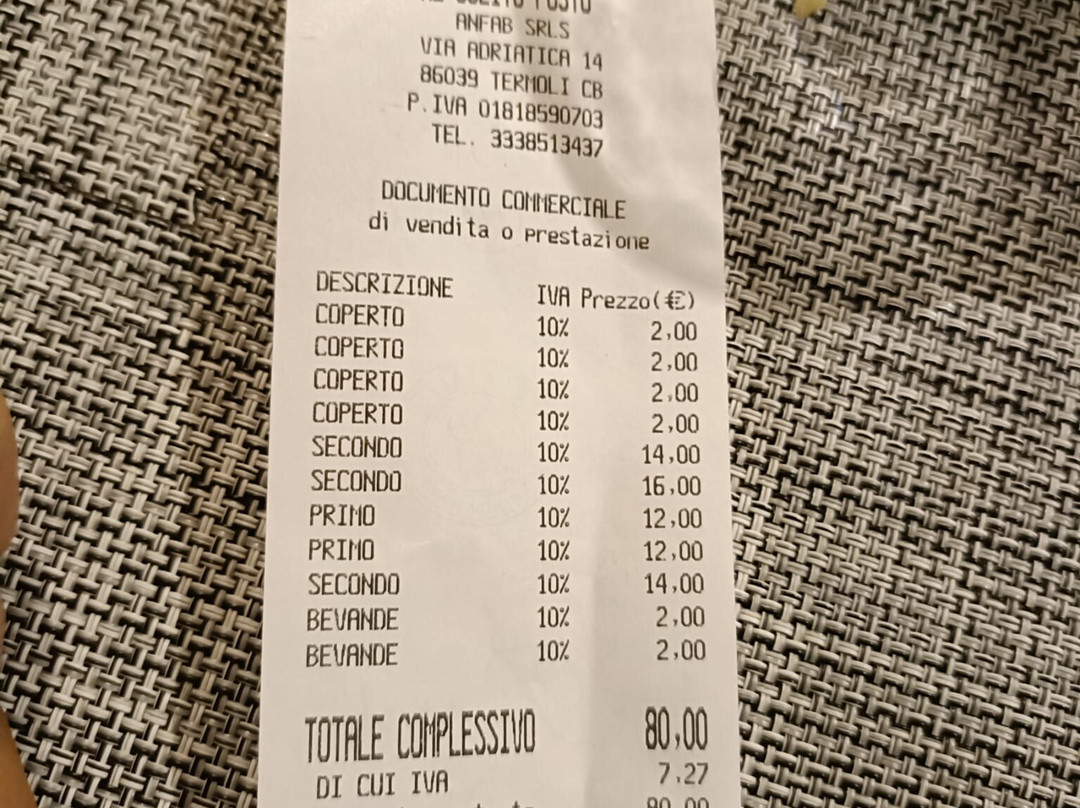 ANFAB SRLS
VIA ADRIATICA 14
86039 TERMOLI CB
P.IVA 01818590703
TEL. 3338513437
DOCUMENTO COMMERCIALE
di vendita o prestazione
DESCRIZIONE IVA Prezzo(€)
COPERTO 10% 2,00
COPERTO 10% 2,00
COPERTO 10% 2,00
COPERTO 10% 2,00
SECONDO 10% 14,00
SECONDO 10% 16,00
PRIMO 10% 12,00
PRIMO 10% 12,00
SECONDO 10% 14,00
BEVANDE 10% 2,00
BEVANDE 10% 2,00
TOTALE COMPLESSIVO 80,00
DI CUI IVA 7,27